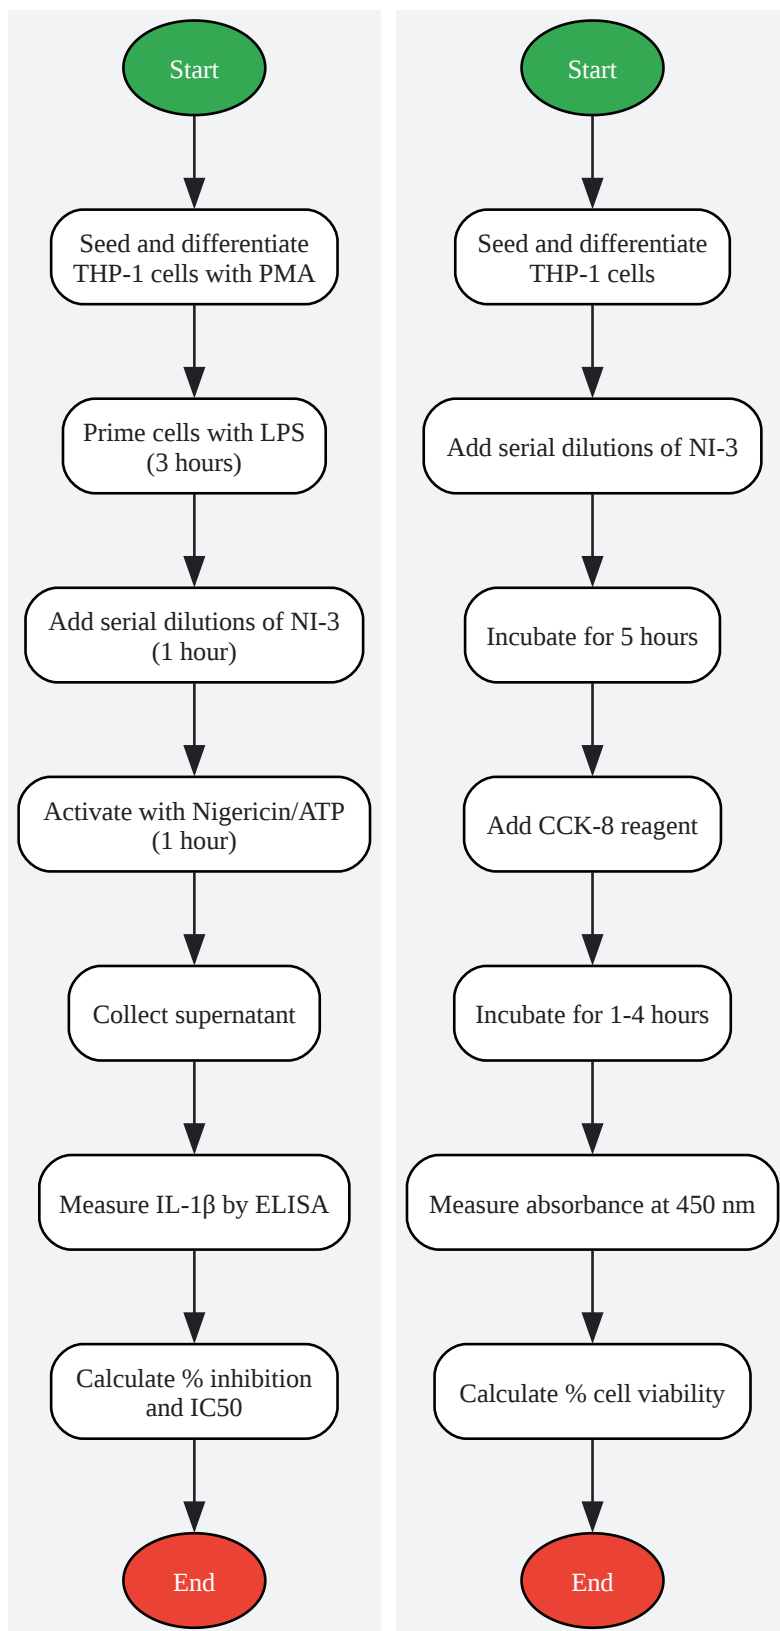 Start
Seed and differentiate
THP-1 cells with PMA
Prime cells with LPS
(3 hours)
Add serial dilutions of NI-3
(1 hour)
Activate with Nigericin/ATP
(1 hour)
Collect supernatant
Measure IL-1β by ELISA
Calculate % inhibition
and IC50
End
Start
Seed and differentiate
THP-1 cells
Add serial dilutions of NI-3
Incubate for 5 hours
Add CCK-8 reagent
Incubate for 1-4 hours
Measure absorbance at 450 nm
Calculate % cell viability
End